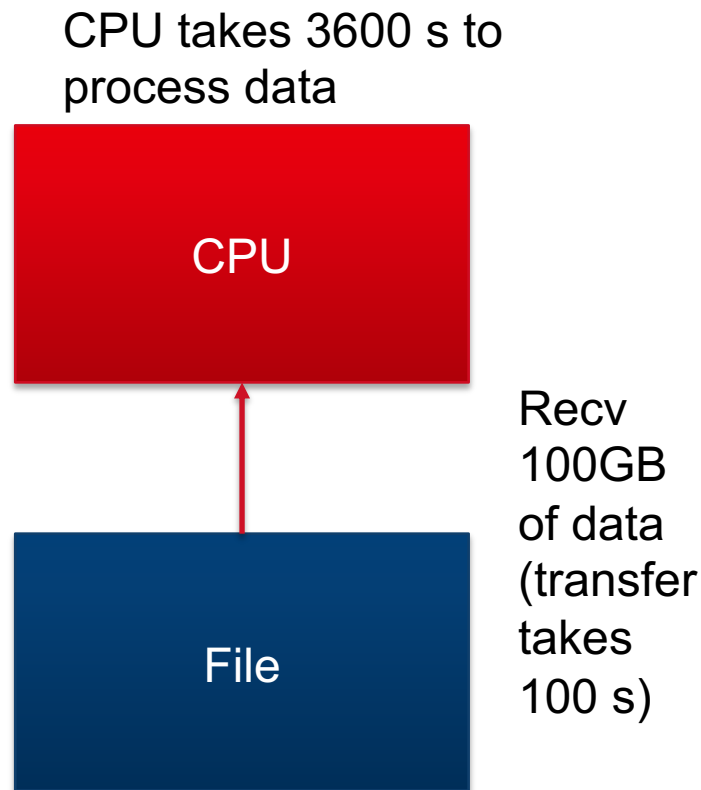 CPU takes 3600 s to
process data
CPU
Recv
100GB
of data
(transfer
takes
100 s)
File